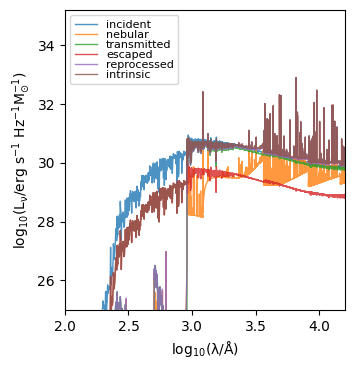 incident
nebular
transmitted
escaped
reprocessed
intrinsic
34
32
30
28
26
log₁₀(Lᵥ/erg s⁻¹ Hz⁻¹M⊙⁻¹)
2.0 2.5 3.0 3.5 4.0
log₁₀(λ/Å)